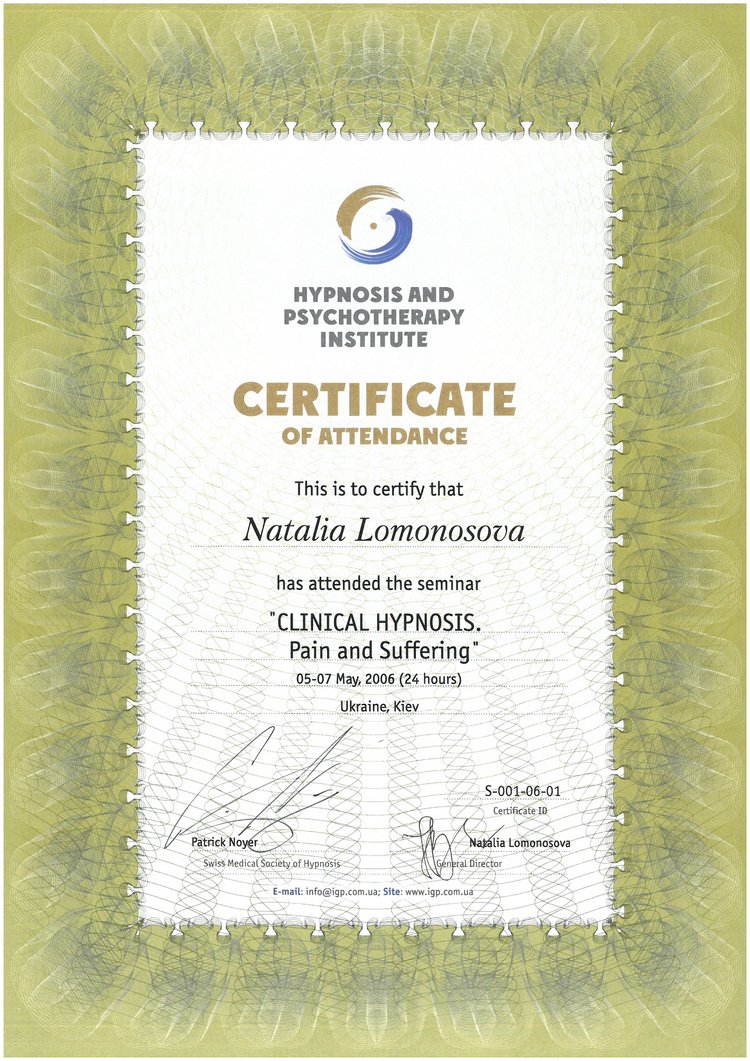 HYPNOSIS AND
PSYCHOTHERAPY
INSTITUTE
CERTIFICATE
OF ATTENDANCE
This is to certify that
Natalia Lomonosova
has attended the seminar
"CLINICAL HYPNOSIS.
Pain and Suffering"
05-07 May, 2006 (24 hours)
Ukraine, Kiev
S-001-06-01
Certificate ID
Patrick Noyer
Natalia Lomonosova
Swiss Medical Society of Hypnosis
General Director
E-mail: info@igp.com.ua; Site: www.igp.com.ua